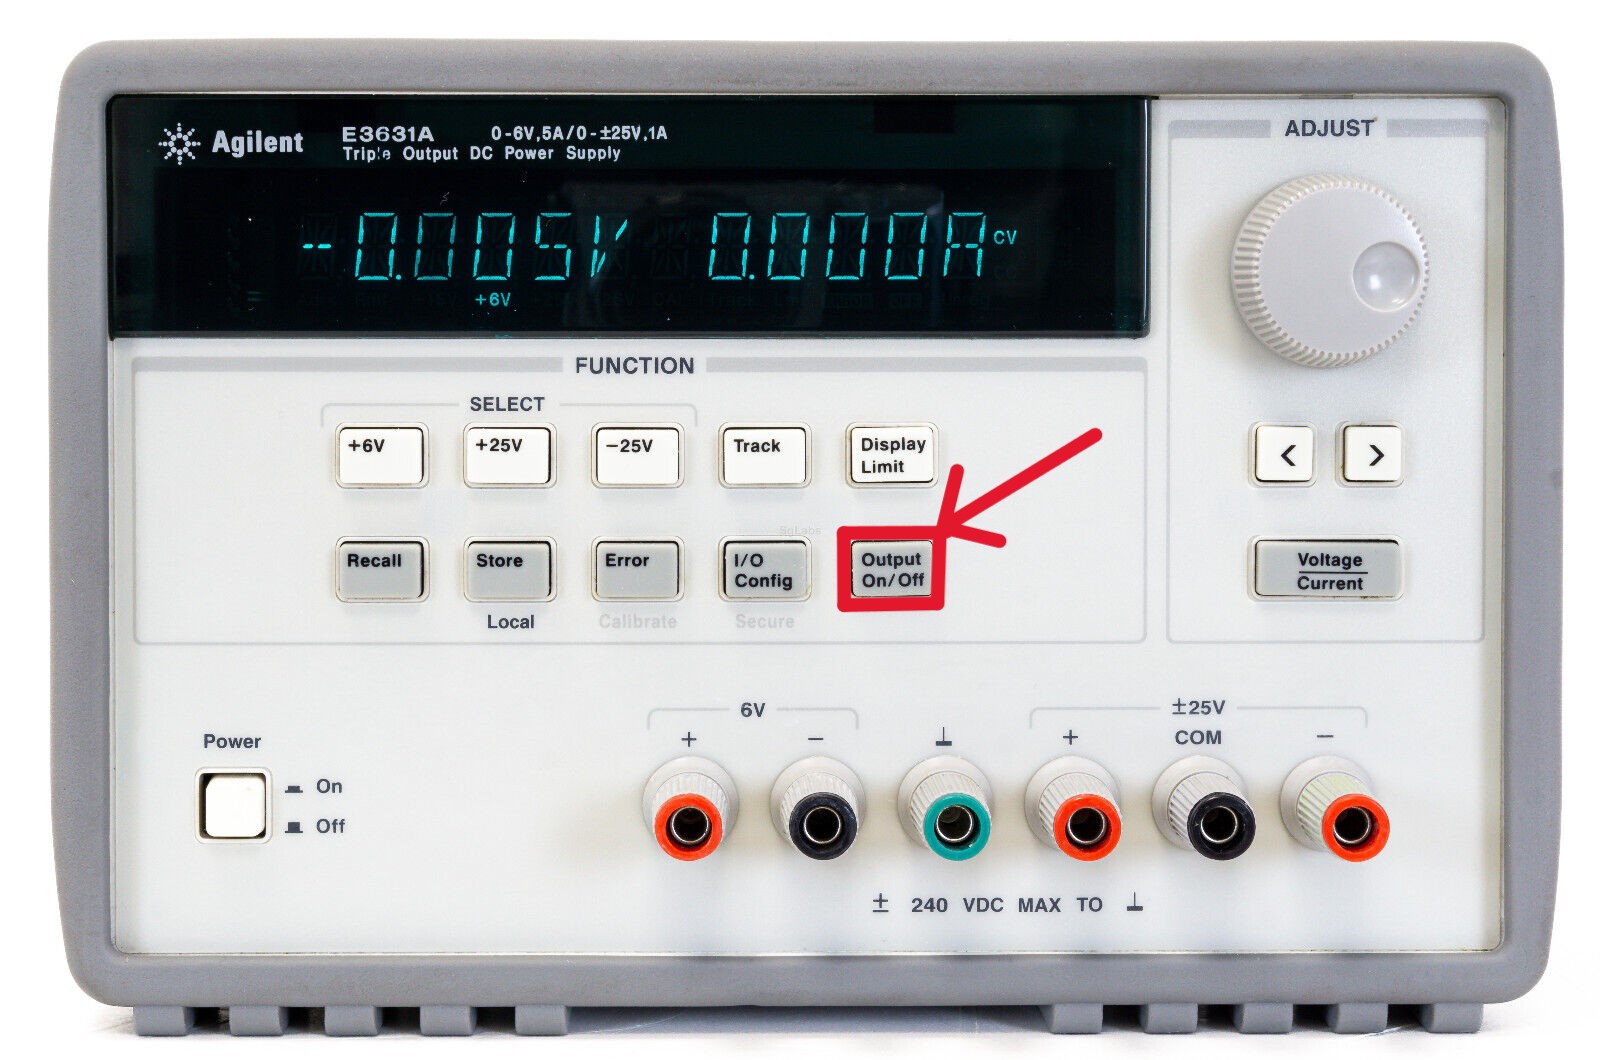 Agilent
E3631A 0-6V,5A/0-±25V,1A
Triple Output DC Power Supply
-0.005V 0.000A CV
+6V
ADJUST
FUNCTION
SELECT
+6V
+25V
−25V
Track
Display
Limit
<
>
Recall
Store
Error
I/O
Config
Output
On/Off
Voltage
Current
Local
Calibrate
Secure
SgLabs
Power
On
Off
6V
+
−
±25V
+
COM
−
± 240 VDC MAX TO ⊥